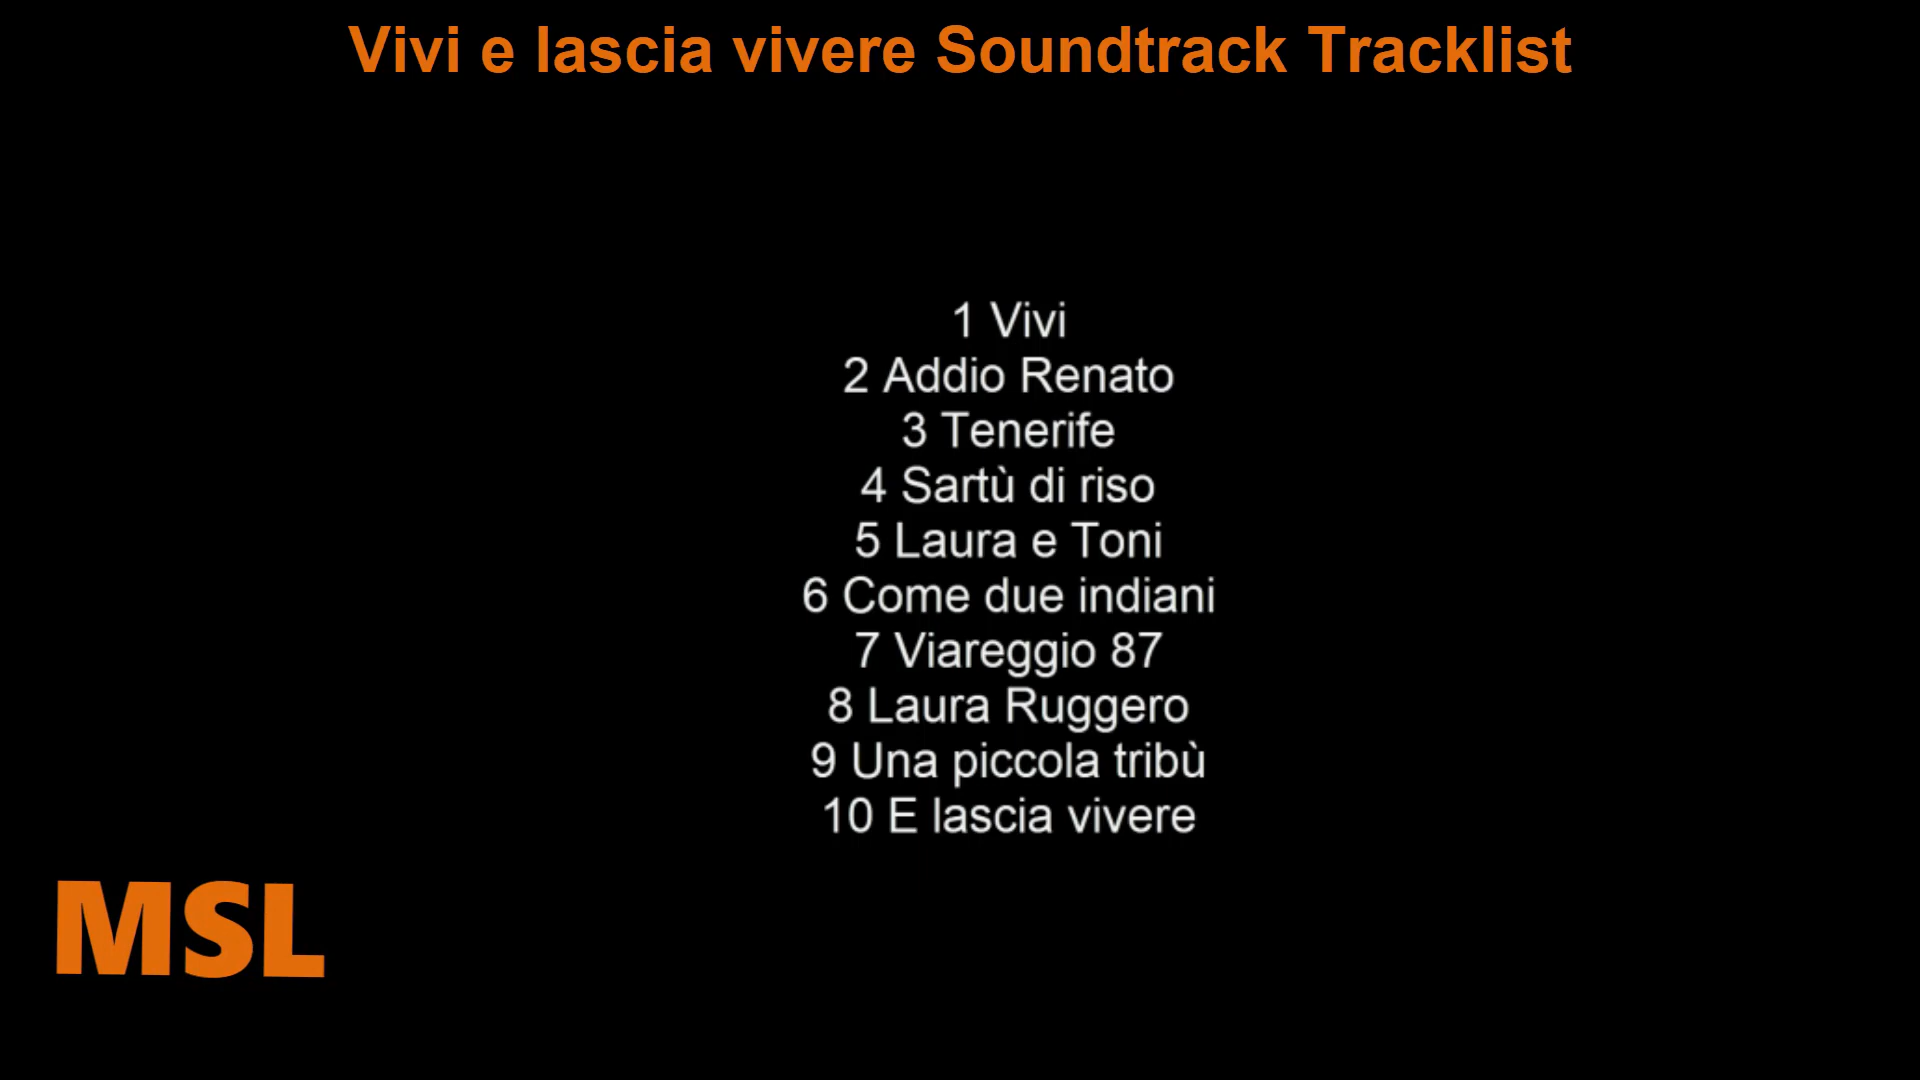 Vivi e lascia vivere Soundtrack Tracklist
1 Vivi
2 Addio Renato
3 Tenerife
4 Sartù di riso
5 Laura e Toni
6 Come due indiani
7 Viareggio 87
8 Laura Ruggero
9 Una piccola tribù
10 E lascia vivere
MSL